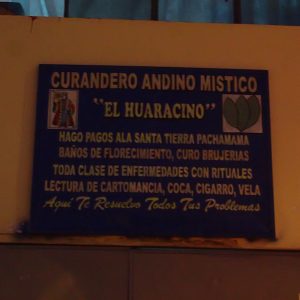 CURANDERO ANDINO MISTICO
"EL HUARACINO"
HAGO PAGOS ALA SANTA TIERRA PACHAMAMA
BAÑOS DE FLORECIMIENTO, CURO BRUJERIAS
TODA CLASE DE ENFERMEDADES CON RITUALES
LECTURA DE CARTOMANCIA, COCA, CIGARRO, VELA
Aquí Te Resuelvo Todos Tus Problemas